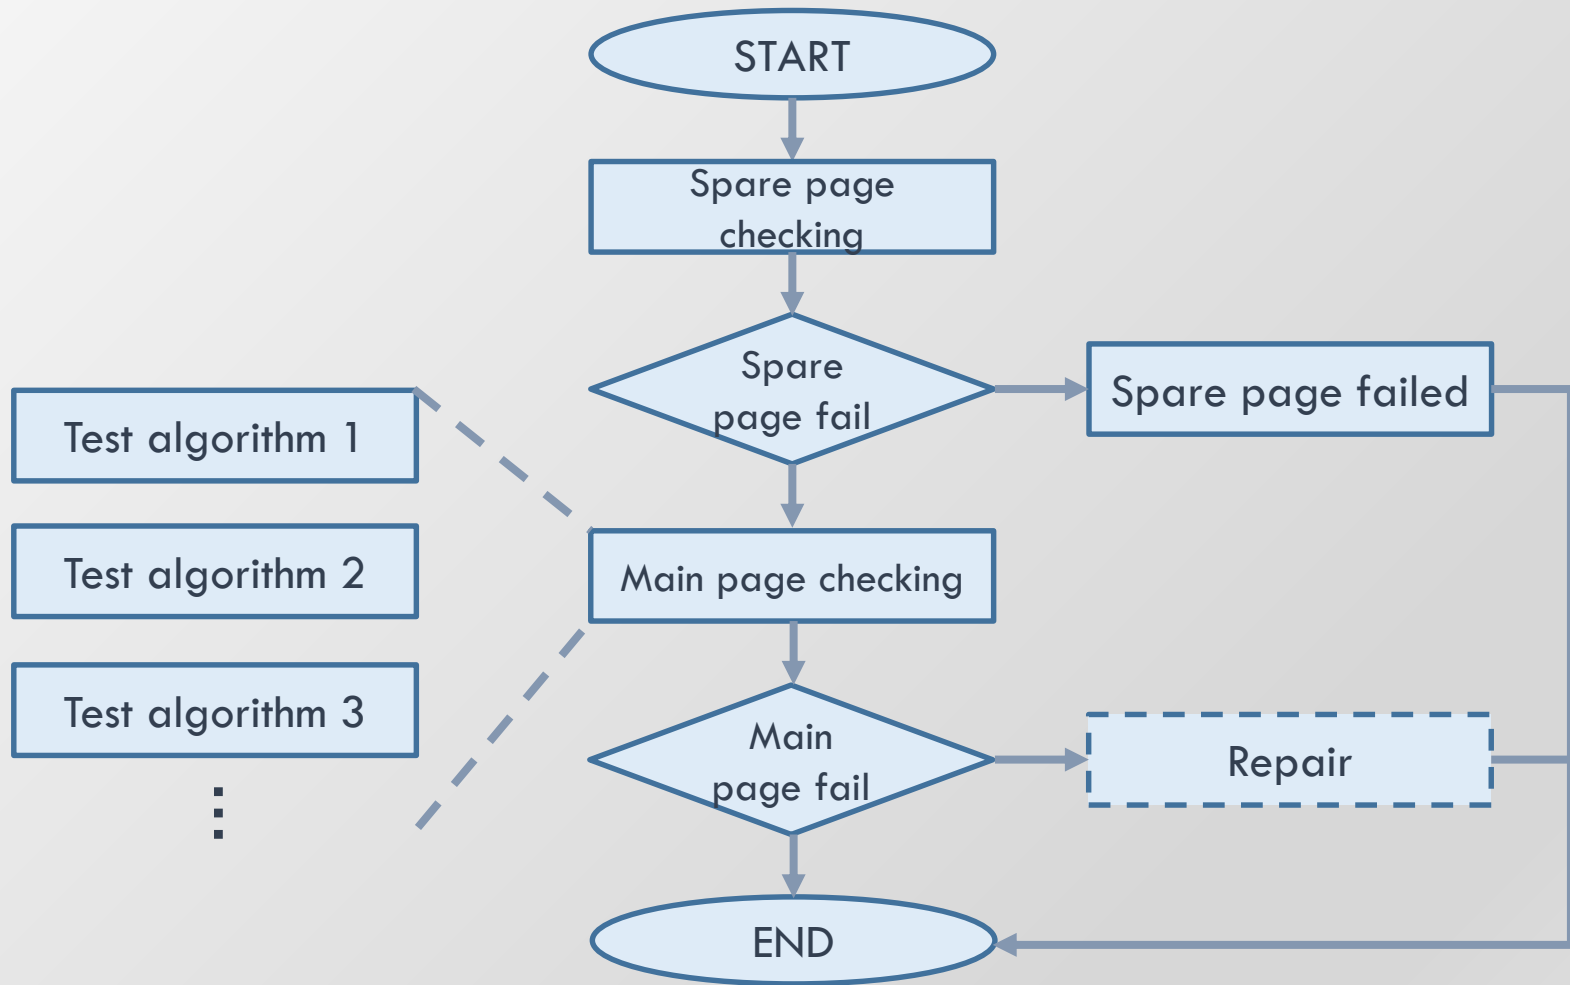 START
Spare page
checking
Spare
page fail
Spare page failed
Test algorithm 1
Test algorithm 2
Main page checking
Test algorithm 3
Main
page fail
Repair
END